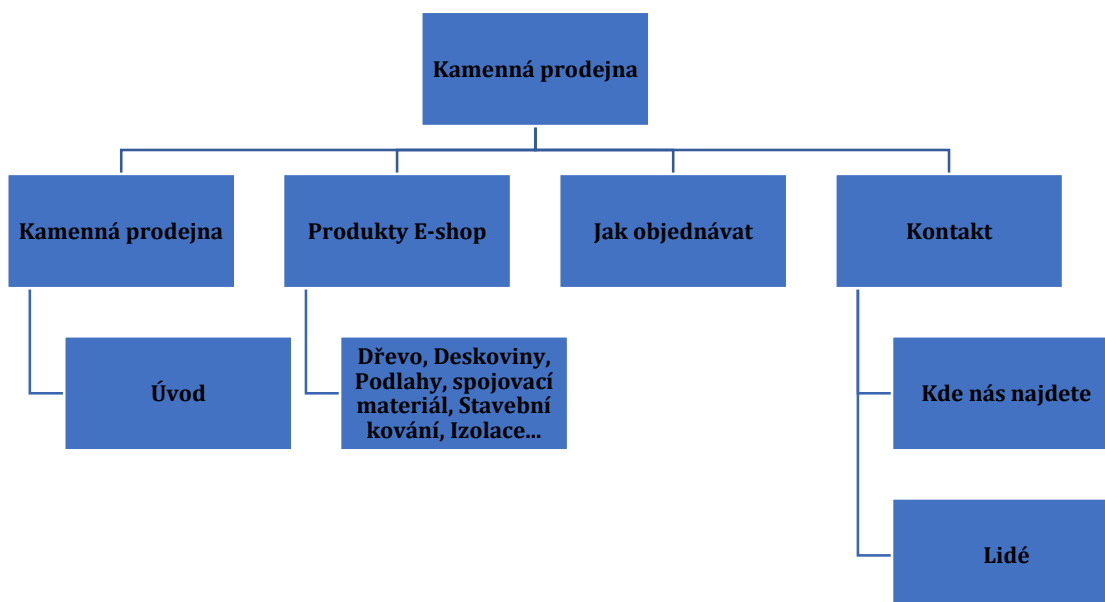 Kamenná prodejna
Kamenná prodejna
Produkty E-shop
Jak objednávat
Kontakt
Úvod
Dřevo, Deskoviny,
Podlahy, spojovací
materiál, Stavební
kování, Izolace...
Kde nás najdete
Lidé